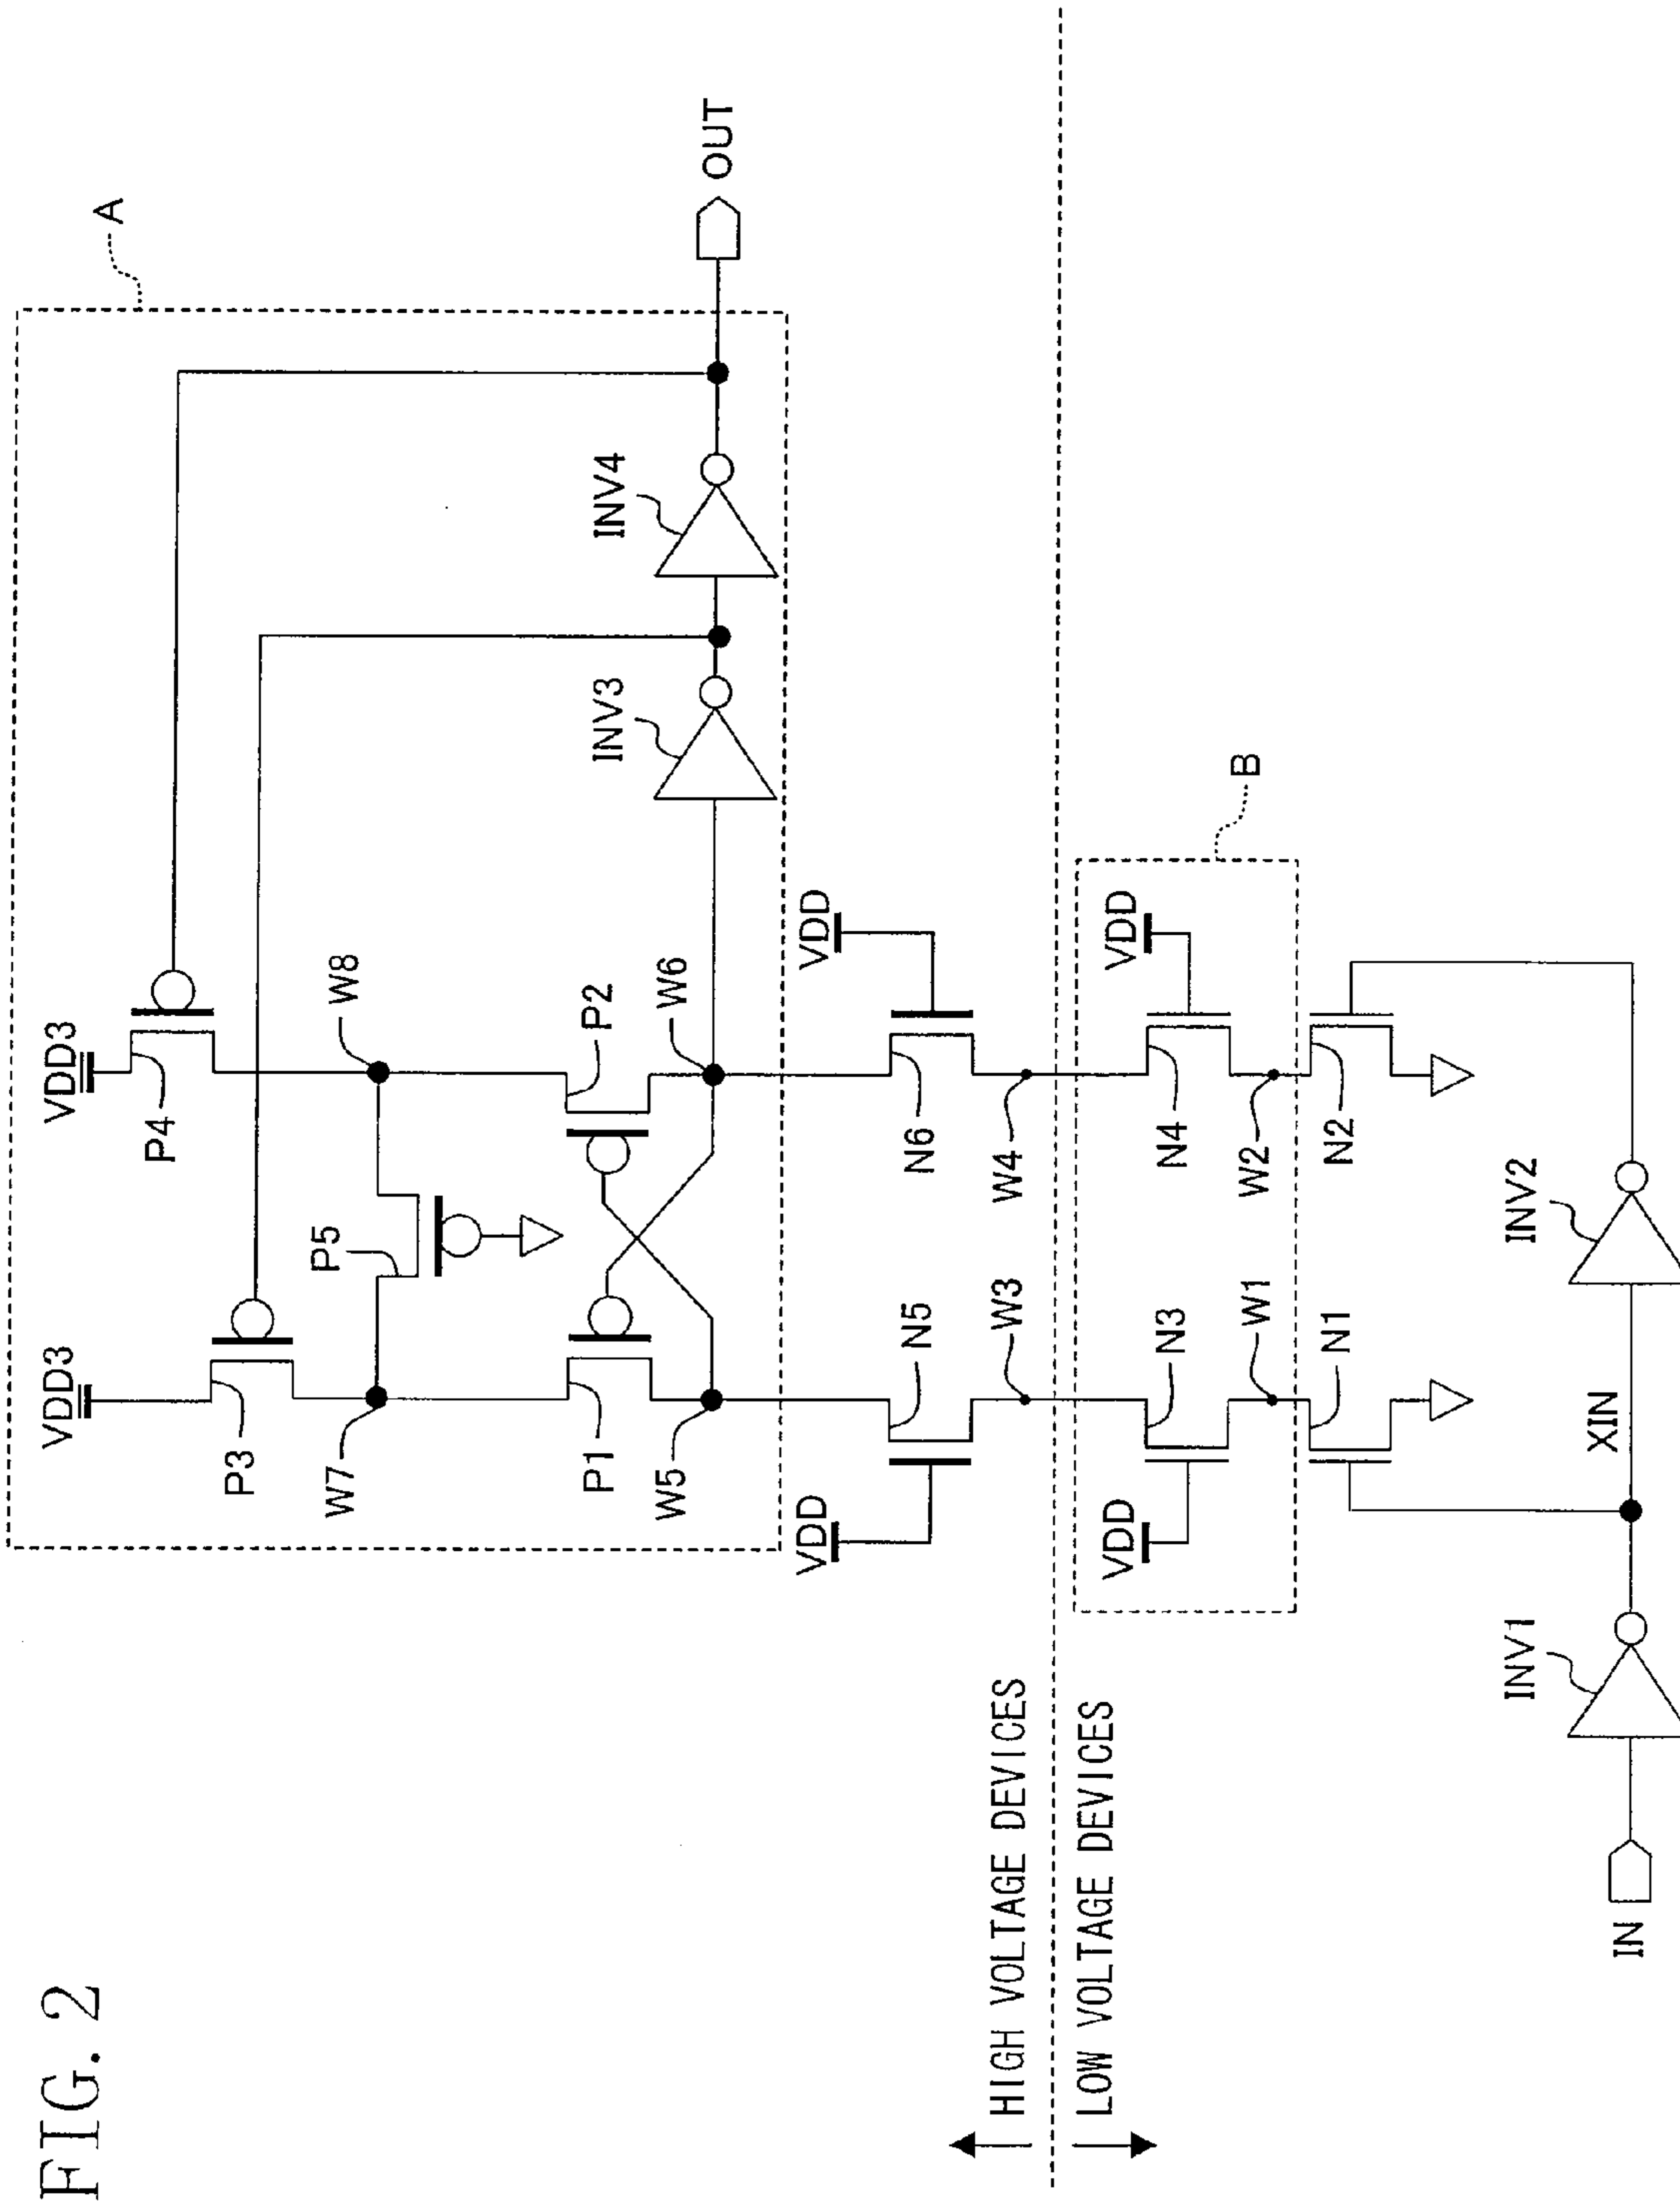 FIG. 2
A
VDD3
VDD3
P4
P3
W8
W7
P5
INV4
OUT
INV3
P2
P1
W6
W5
VDD
VDD
N6
N5
W4
W3
HIGH VOLTAGE DEVICES
LOW VOLTAGE DEVICES
B
VDD
VDD
N4
N3
W2
W1
N2
N1
INV2
INV1
XIN
IN